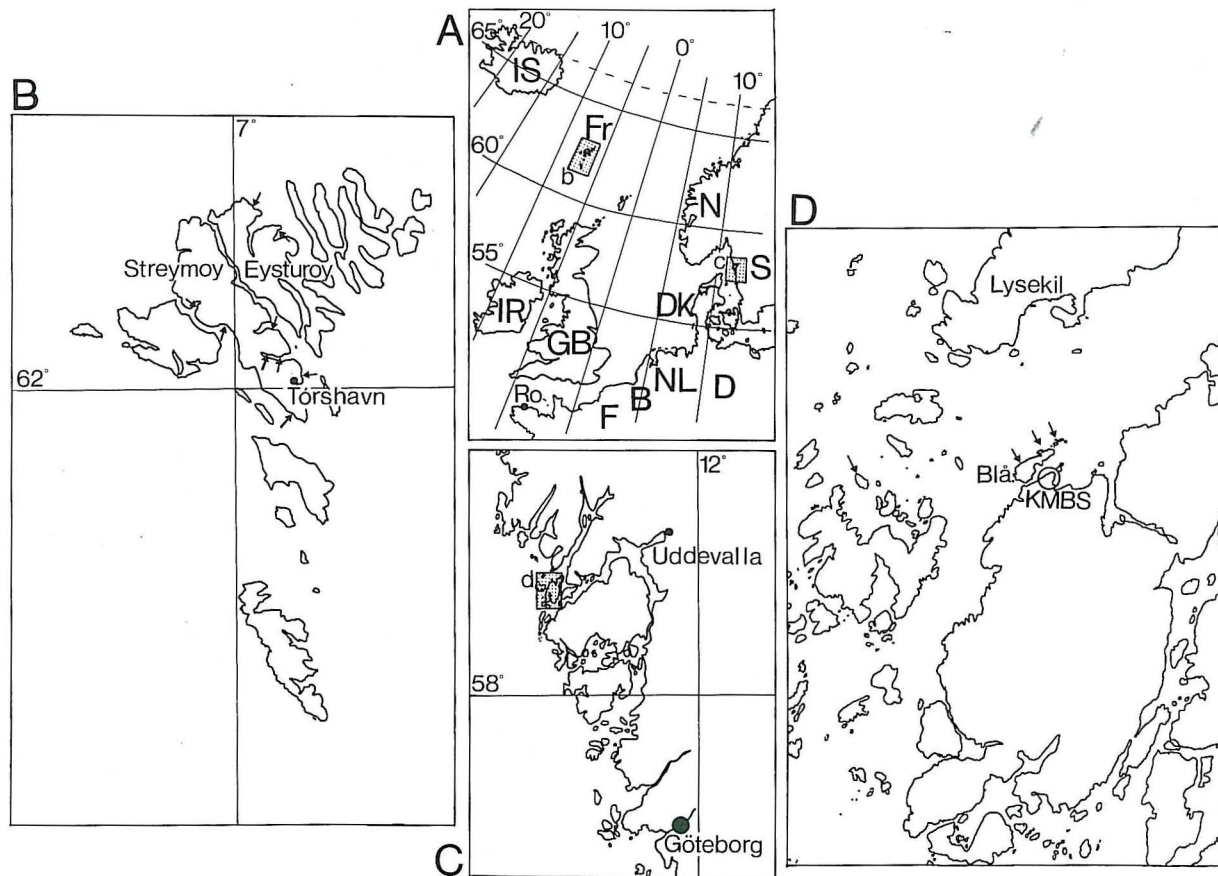 A
65°
20°
10°
0°
10°
IS
Fr
60°
b
N
55°
c
S
IR
DK
GB
NL
Ro.
B
D
F
B
7°
Streymoy
Eysturoy
62°
Tórshavn
C
12°
Uddevalla
d
58°
Göteborg
D
Lysekil
Blå.
KMBS